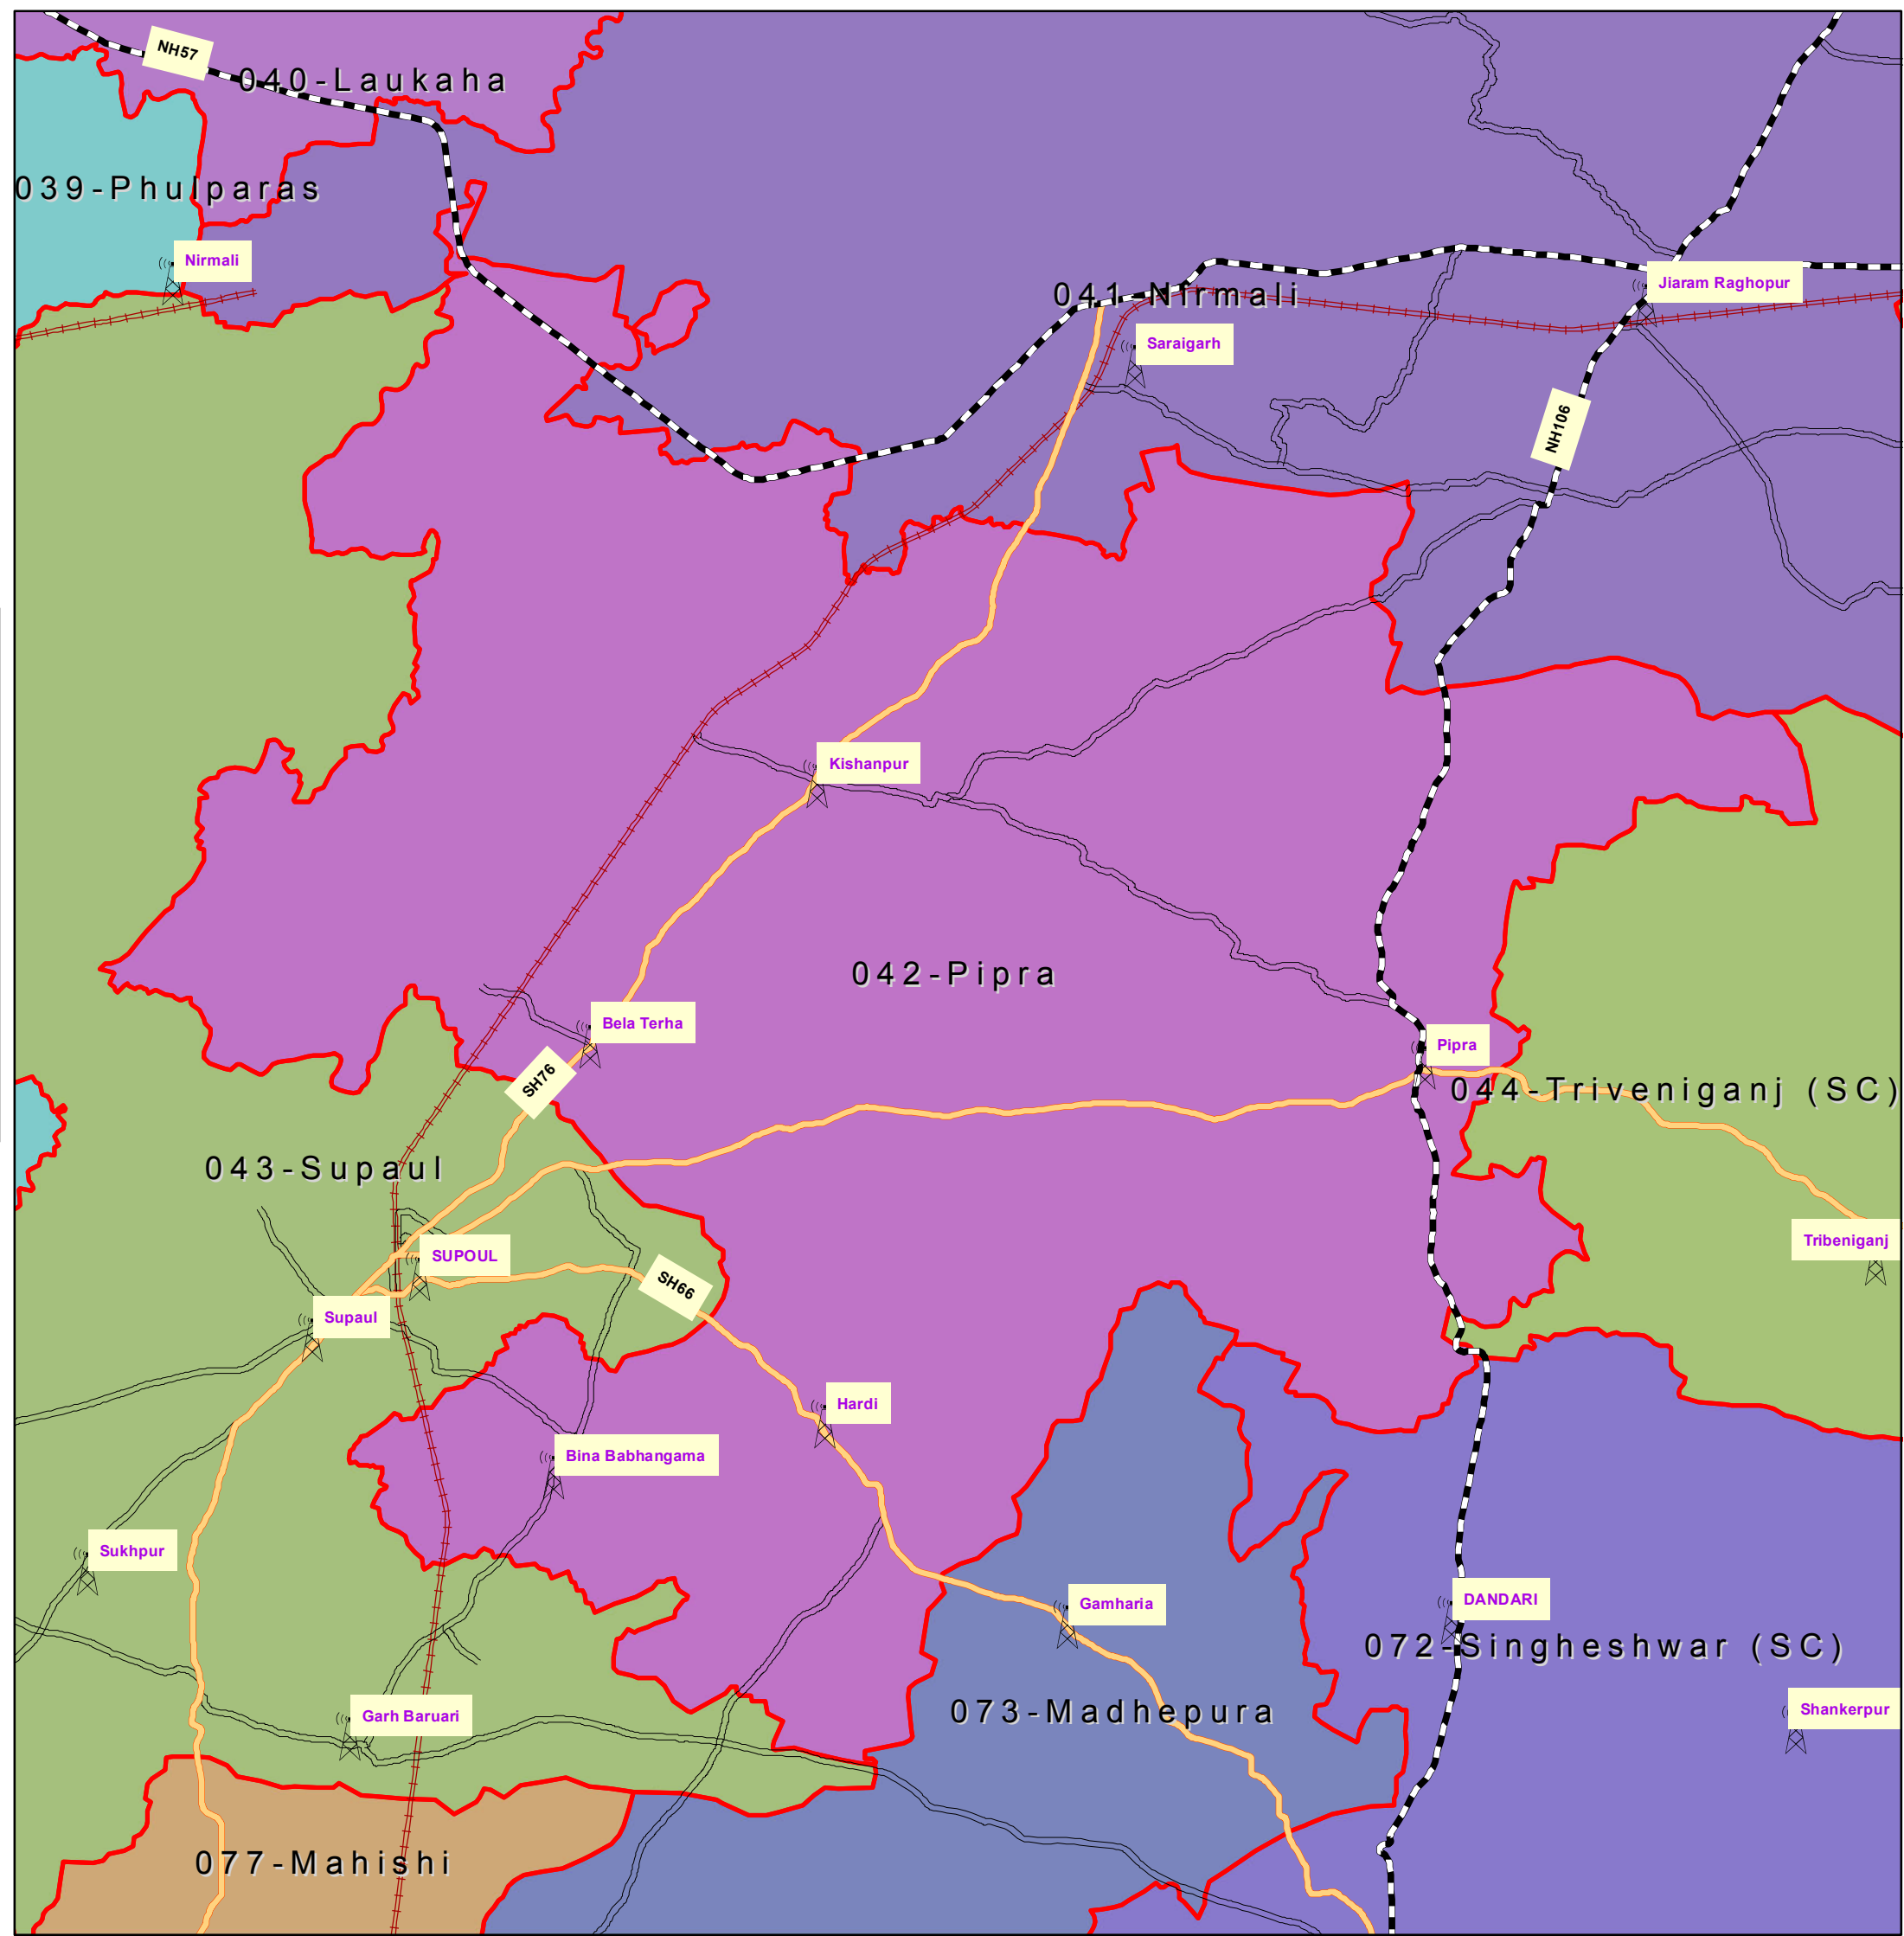 NH57
040-Laukaha
039-Phulparas
Nirmali
Jiaram Raghopur
041-Nirmali
Saraigarh
NH106
Kishanpur
042-Pipra
Bela Terha
Pipra
SH76
044-Triveniganj (SC)
043-Supaul
Tribeniganj
SUPOUL
SH66
Supaul
Hardi
Bina Babhangama
Sukhpur
DANDARI
Gamharia
072-Singheshwar (SC)
Shankerpur
073-Madhepura
Garh Baruari
077-Mahishi